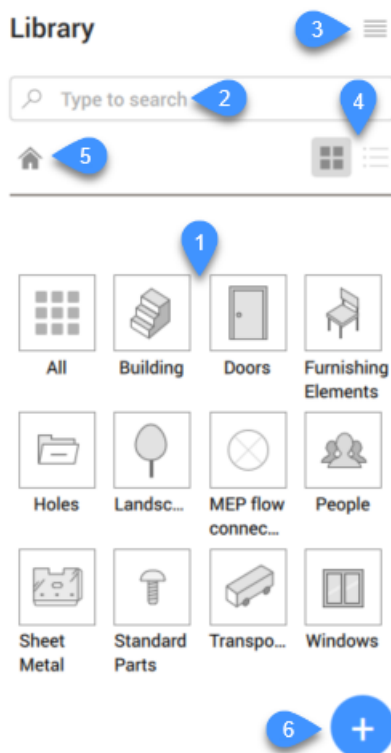 Library
3
Type to search
2
4
5
1
All
Building
Doors
Furnishing
Elements
Holes
Landsc...
MEP flow
connec...
People
Sheet
Metal
Standard
Parts
Transpo...
Windows
6
+